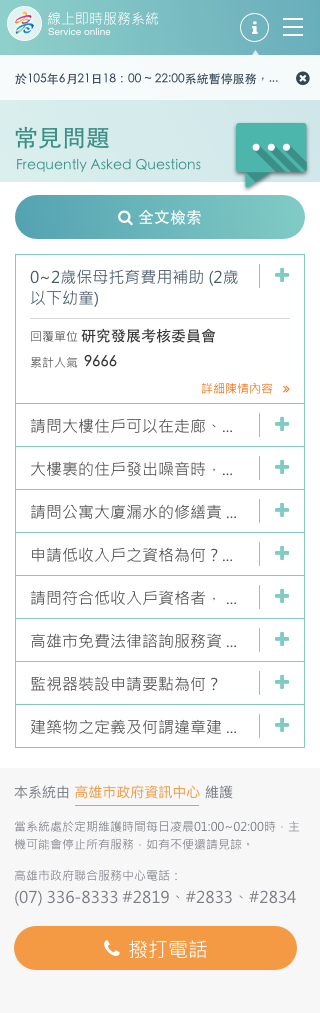 線上即時服務系統
Service online
於105年6月21日18：00 ~ 22:00系統暫停服務，...
常見問題
Frequently Asked Questions
全文檢索
0~2歲保母托育費用補助 (2歲
以下幼童)
回覆單位 研究發展考核委員會
累計人氣 9666
詳細陳情內容 »
請問大樓住戶可以在走廊、...
大樓裏的住戶發出噪音時，...
請問公寓大廈漏水的修繕責 ...
申請低收入戶之資格為何？...
請問符合低收入戶資格者， ...
高雄市免費法律諮詢服務資 ...
監視器裝設申請要點為何？
建築物之定義及何謂違章建 ...
本系統由 高雄市政府資訊中心 維護
當系統處於定期維護時間每日凌晨01:00~02:00時，主
機可能會停止所有服務，如有不便還請見諒。
高雄市政府聯合服務中心電話：
(07) 336-8333 #2819、#2833、#2834
撥打電話